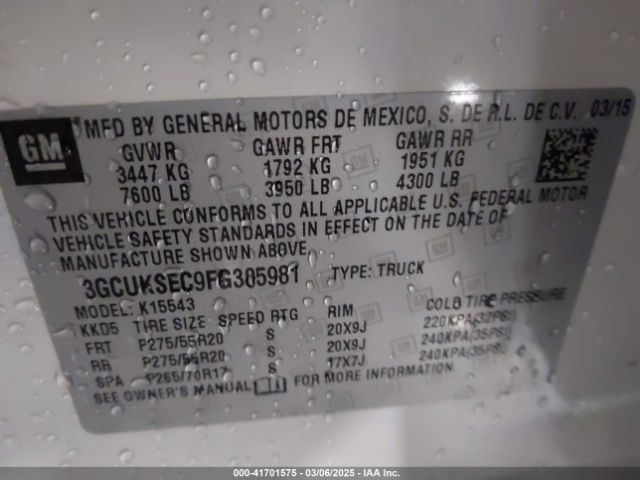 GM
MFD BY GENERAL MOTORS DE MEXICO, S. DE R.L. DE C.V. 03/15
GVWR GAWR FRT GAWR RR
3447 KG 1792 KG 1951 KG
7600 LB 3950 LB 4300 LB
THIS VEHICLE CONFORMS TO ALL APPLICABLE U.S. FEDERAL MOTOR
VEHICLE SAFETY STANDARDS IN EFFECT ON THE DATE OF
MANUFACTURE SHOWN ABOVE.
3GCUKSEC9FG305981 TYPE: TRUCK
MODEL: K15543
KKD5 TIRE SIZE SPEED RTG RIM COLD TIRE PRESSURE
FRT P275/55R20 S 20X9J 220KPA(32PSI)
RR P275/55R20 S 20X9J 240KPA(35PSI)
SPA P265/70R17 S 17X7J 240KPA(35PSI)
SEE OWNER'S MANUAL FOR MORE INFORMATION.
000-41701575 — 03/06/2025 — IAA Inc.